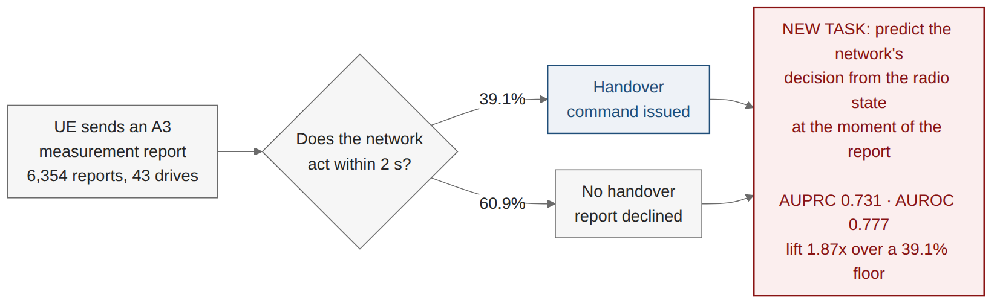 UE sends an A3
measurement report
6,354 reports, 43 drives
Does the network
act within 2 s?
39.1%
60.9%
Handover
command issued
No handover
report declined
NEW TASK: predict the
network's
decision from the radio
state
at the moment of the
report
AUPRC 0.731 · AUROC
0.777
lift 1.87x over a 39.1%
floor